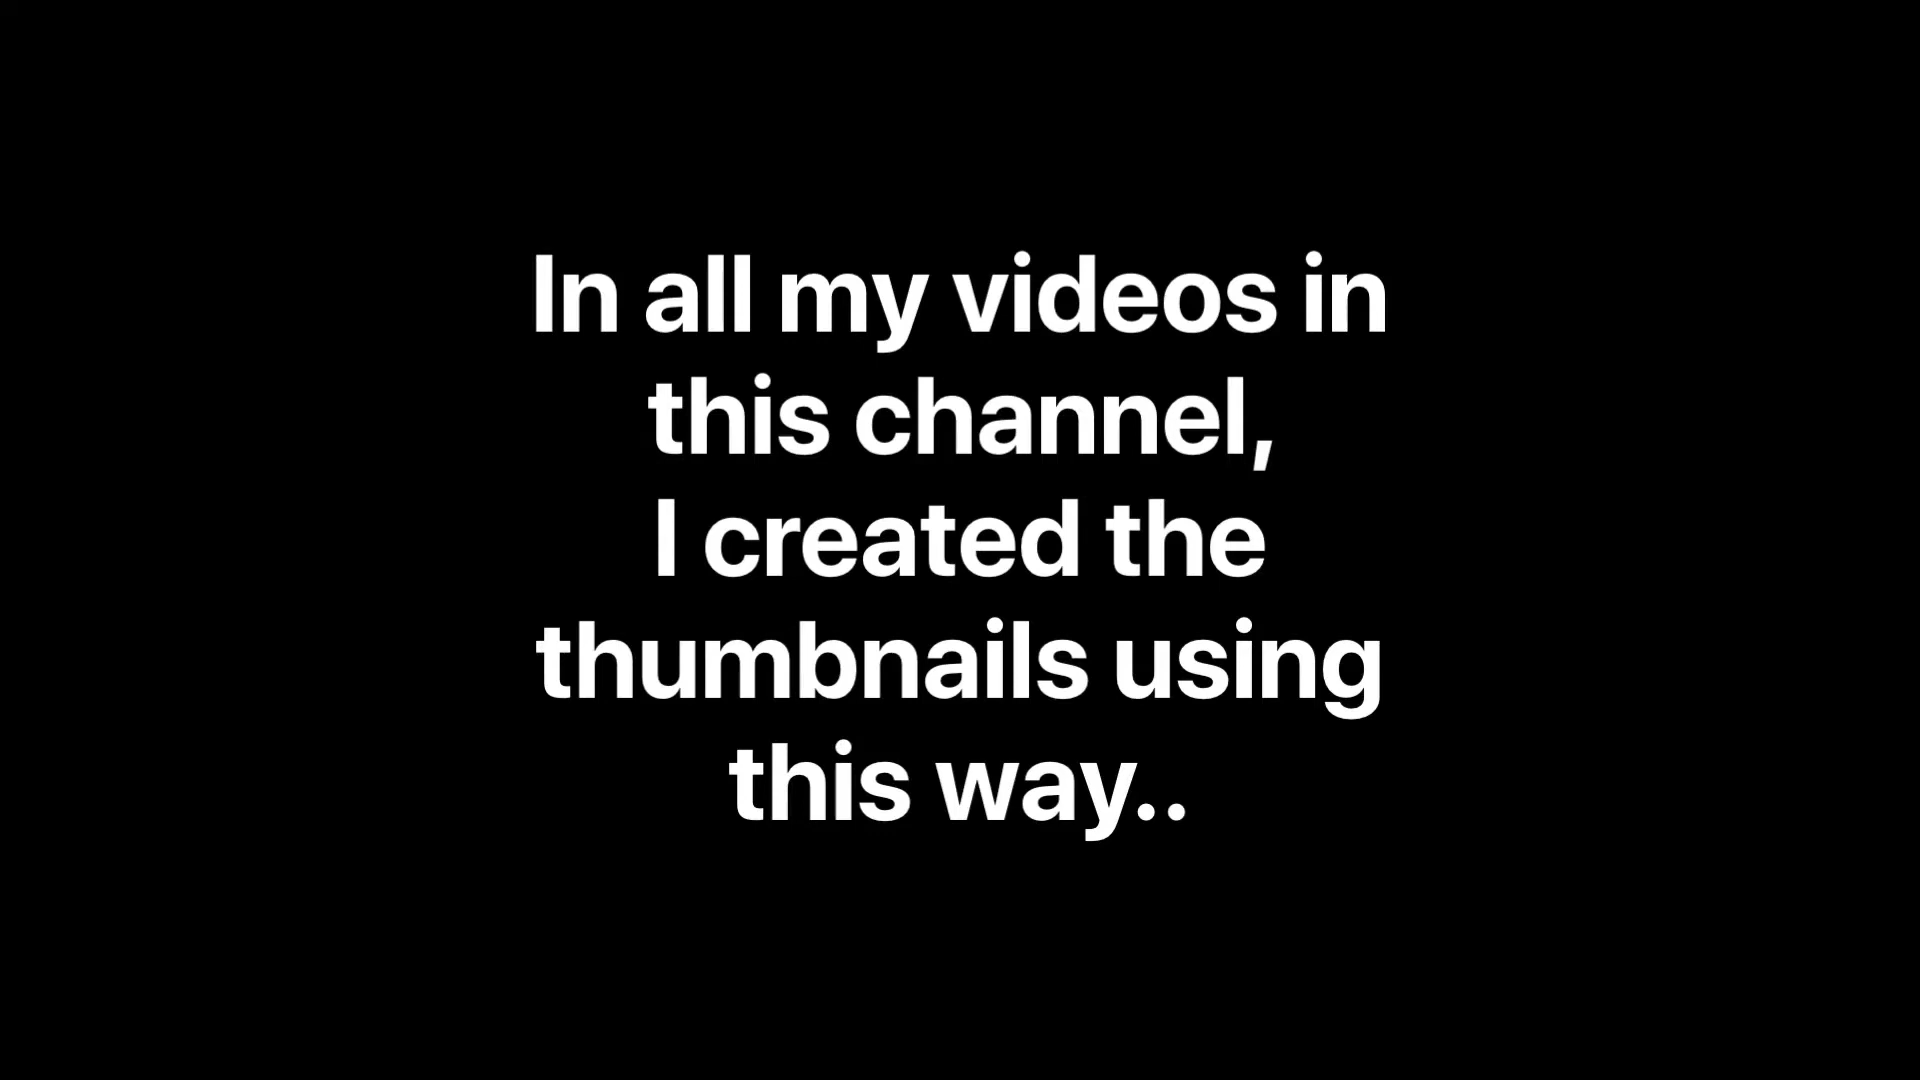 In all my videos in
this channel,
I created the
thumbnails using
this way..